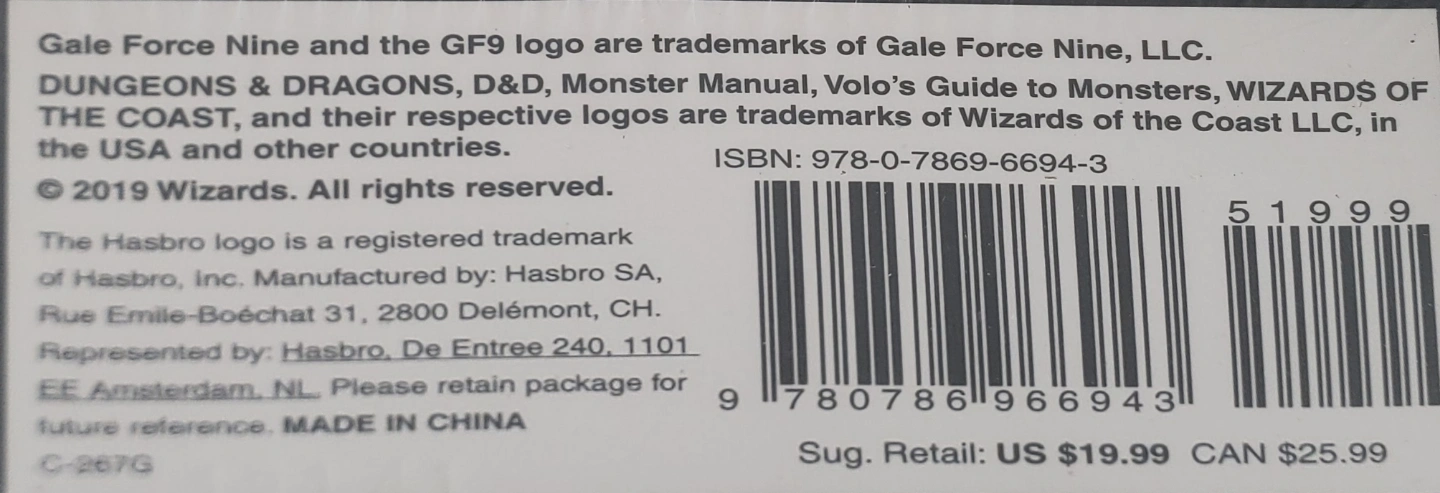 Gale Force Nine and the GF9 logo are trademarks of Gale Force Nine, LLC.
DUNGEONS & DRAGONS, D&D, Monster Manual, Volo's Guide to Monsters, WIZARDS OF
THE COAST, and their respective logos are trademarks of Wizards of the Coast LLC, in
the USA and other countries.
© 2019 Wizards. All rights reserved.
The Hasbro logo is a registered trademark
of Hasbro, Inc. Manufactured by: Hasbro SA,
Rue Emile-Boéchat 31, 2800 Delémont, CH.
Represented by: Hasbro, De Entree 240, 1101
EE Amsterdam, NL. Please retain package for
future reference. MADE IN CHINA
C-267G
ISBN: 978-0-7869-6694-3
51999
9 780786 966943
Sug. Retail: US $19.99 CAN $25.99